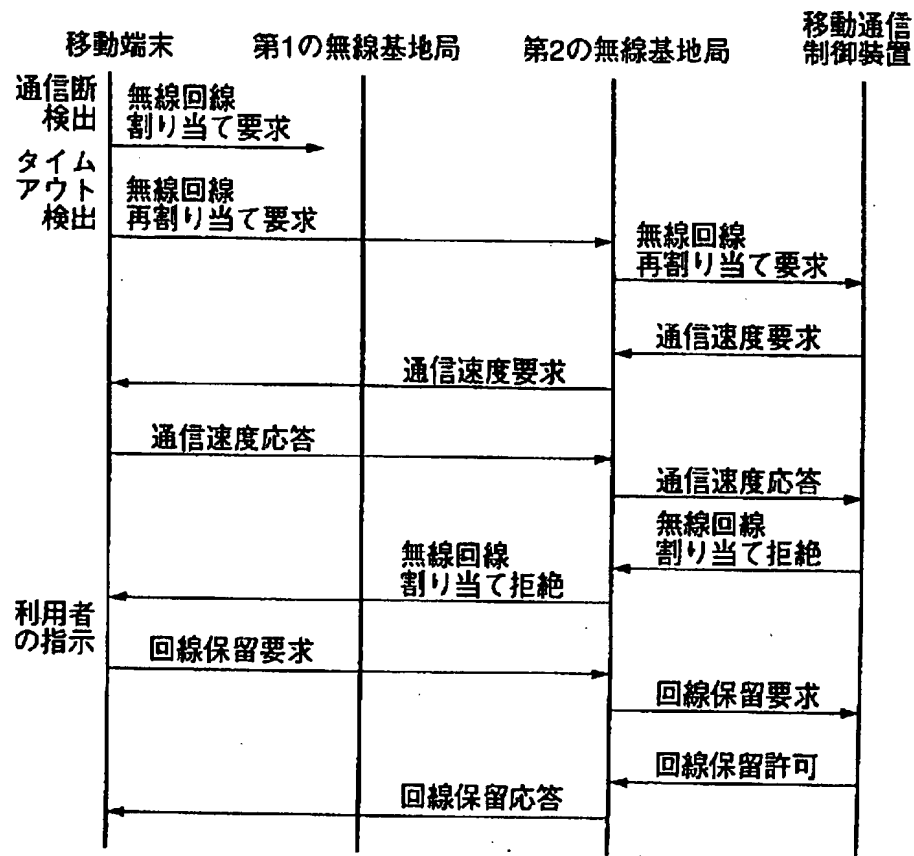 移動端末
第1の無線基地局
第2の無線基地局
移動通信
制御装置
通信断
検出
無線回線
割り当て要求
タイム
アウト
検出
無線回線
再割り当て要求
無線回線
再割り当て要求
通信速度要求
通信速度要求
通信速度応答
通信速度応答
無線回線
割り当て拒絶
無線回線
割り当て拒絶
利用者
の指示
回線保留要求
回線保留要求
回線保留許可
回線保留応答